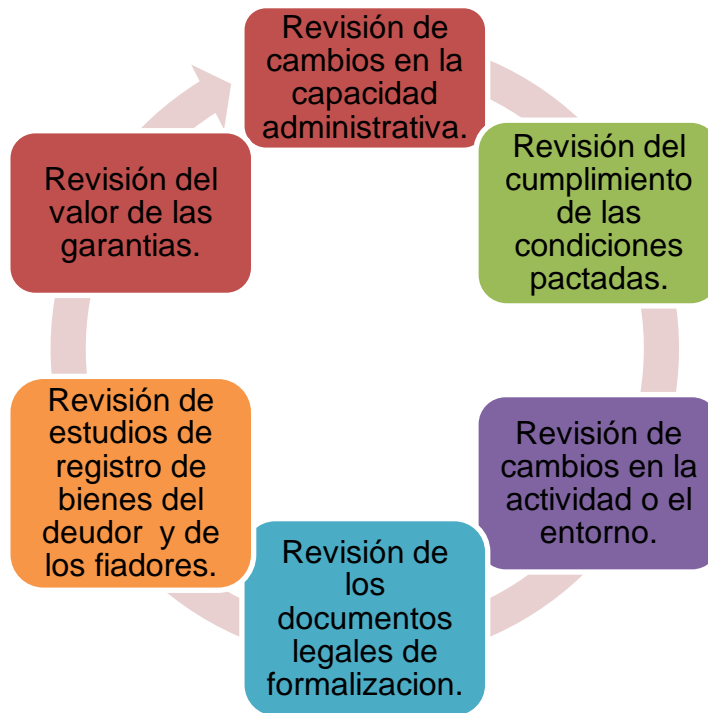 Revisión de
cambios en la
capacidad
administrativa.
Revisión del
cumplimiento
de las
condiciones
pactadas.
Revisión de
cambios en la
actividad o el
entorno.
Revisión de
los
documentos
legales de
formalizacion.
Revisión de
estudios de
registro de
bienes del
deudor y de
los fiadores.
Revisión del
valor de las
garantias.